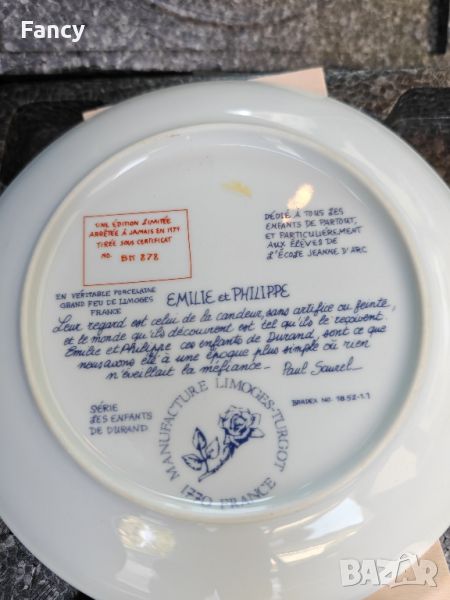 Fancy
UNE ÉDITION LIMITÉE
ARRÊTÉE À JAMAIS EN 1979
TIRÉE SOUS CERTIFICAT
NO. BM 272
DÉDIÉ À TOUS LES
ENFANTS DE PARTOUT,
ET PARTICULIÈREMENT
AUX ÉLÈVES DE
L'ÉCOLE JEANNE D'ARC
EN VÉRITABLE PORCELAINE
GRAND FEU DE LIMOGES
FRANCE
EMILIE et PHILIPPE
Leur regard est celui de la candeur, sans artifice ou feinte,
et le monde qu'ils découvrent est tel qu'ils le reçoivent.
Emilie et Philippe ces enfants de Durand, sont ce que
nous avons été à une époque plus simple où rien
n'éveillait la méfiance. - Paul Saurel.
SÉRIE
LES ENFANTS
DE DURAND
BRADEX NO. 18.52-1.1
MANUFACTURE LIMOGES-TURGOT
1771 FRANCE
bazar.bg